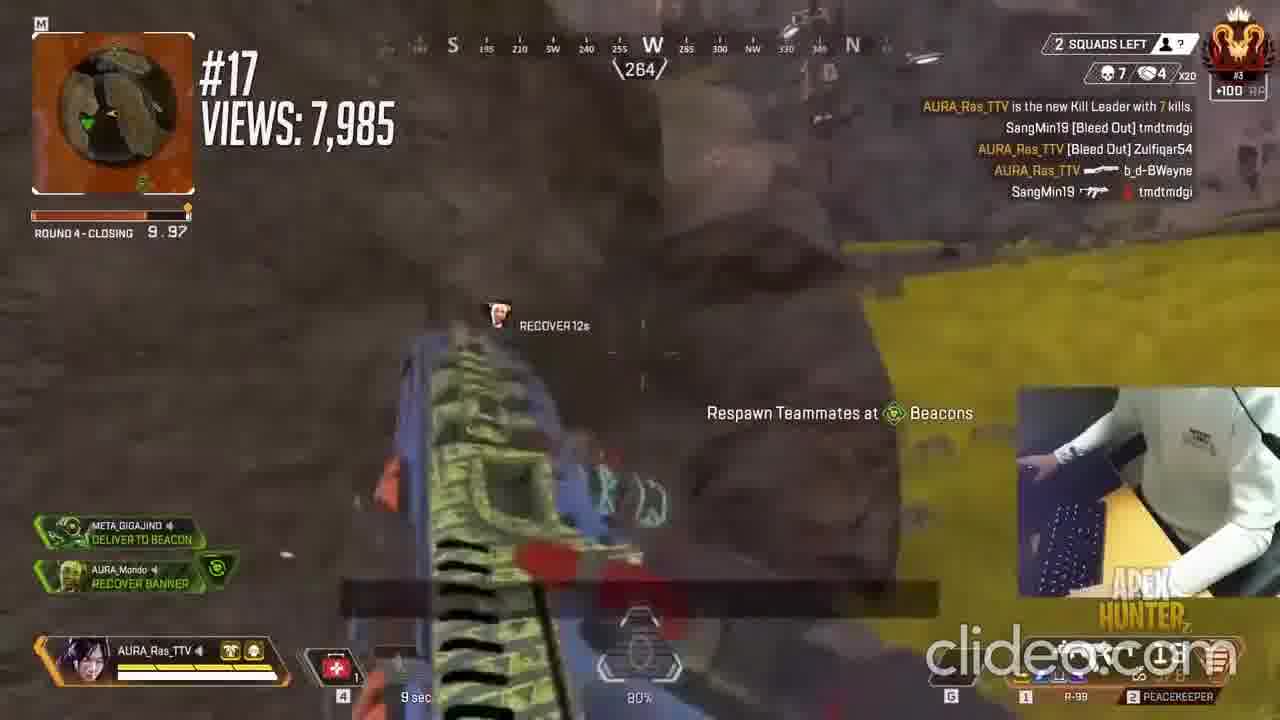 M
#17
VIEWS: 7,985
ROUND 4 - CLOSING 9.97
S 195 210 SW 240 255 W 285 300 NW 330 345 N
264
2 SQUADS LEFT ?
7 4 X20
#3
+100 RP
AURA_Ras_TTV is the new Kill Leader with 7 kills.
SangMin19 [Bleed Out] tmdtmdgi
AURA_Ras_TTV [Bleed Out] Zulfiqar54
AURA_Ras_TTV b_d-BWayne
SangMin19 tmdtmdgi
RECOVER 12s
Respawn Teammates at Beacons
META_GIGAJINO
DELIVER TO BEACON
AURA_Mondo
RECOVER BANNER
AURA_Ras_TTV
1
4
9 sec
80%
APEX
HUNTERZ
clideo.com
G
1 R-99 2 PEACEKEEPER